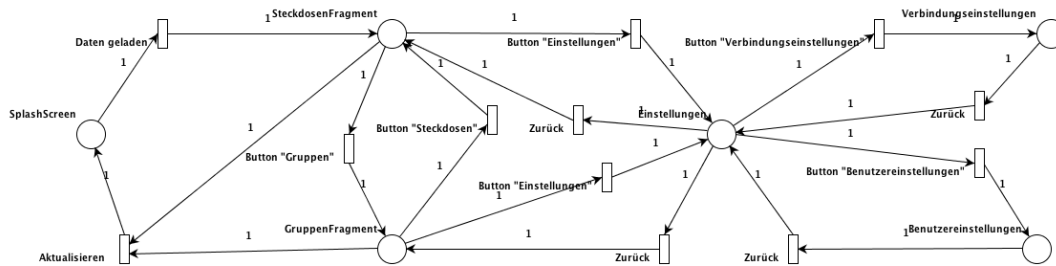 SteckdosenFragment
1
1
Verbindungseinstellungen
1
Daten geladen
Button "Einstellungen"
Button "Verbindungseinstellungen"
1
1
1
1
1
1
1
SplashScreen
1
1
Einstellungen
1
Zurück
1
Button "Steckdosen"
Zurück
1
1
Button "Gruppen"
1
1
Button "Benutzereinstellungen"
1
1
1
1
1
Button "Einstellungen"
1
GruppenFragment
1
1
1
Benutzereinstellungen
Aktualisieren
Zurück
Zurück